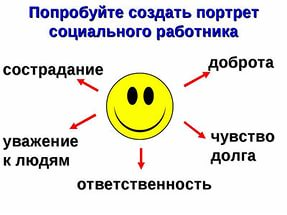 Попробуйте создать портрет
социального работника
сострадание
доброта
уважение
к людям
чувство
долга
ответственность